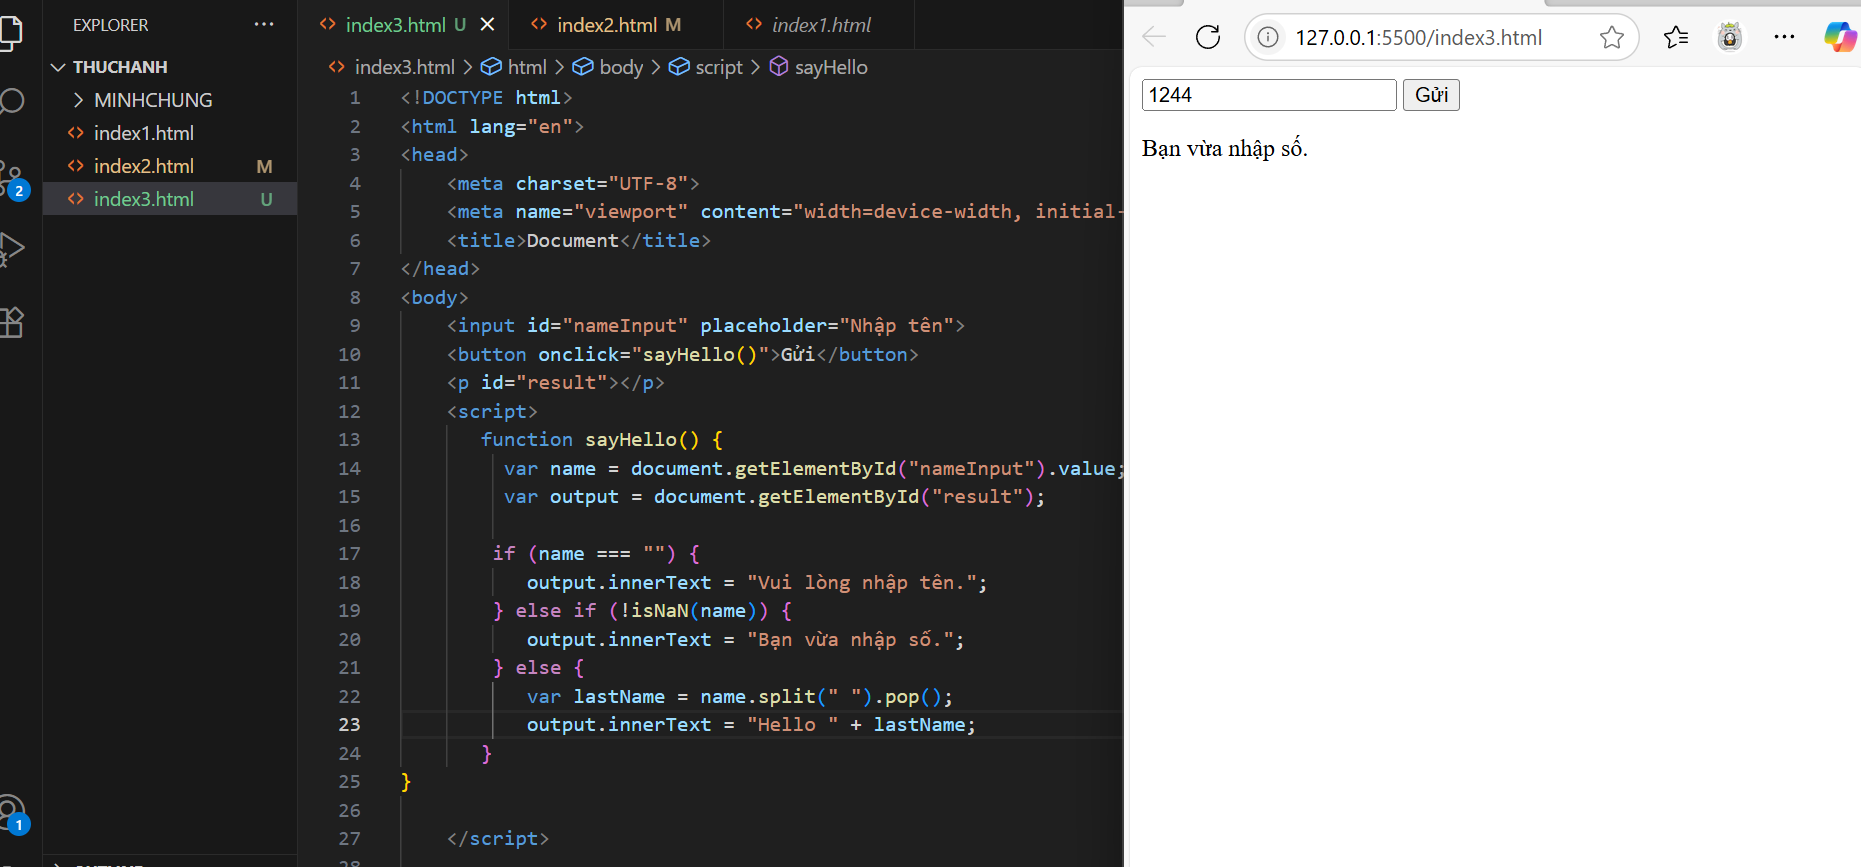 EXPLORER
THUCHANH
MINHCHUNG
index1.html
index2.html M
index3.html U
2
1
index3.html U
index2.html M
index1.html
index3.html > html > body > script > sayHello
1 <!DOCTYPE html>
2 <html lang="en">
3 <head>
4 <meta charset="UTF-8">
5 <meta name="viewport" content="width=device-width, initial-
6 <title>Document</title>
7 </head>
8 <body>
9 <input id="nameInput" placeholder="Nhập tên">
10 <button onclick="sayHello()">Gửi</button>
11 <p id="result"></p>
12 <script>
13 function sayHello() {
14 var name = document.getElementById("nameInput").value;
15 var output = document.getElementById("result");
16
17 if (name === "") {
18 output.innerText = "Vui lòng nhập tên.";
19 } else if (!isNaN(name)) {
20 output.innerText = "Bạn vừa nhập số.";
21 } else {
22 var lastName = name.split(" ").pop();
23 output.innerText = "Hello " + lastName;
24 }
25 }
26
27 </script>
127.0.0.1:5500/index3.html
1244 Gửi
Bạn vừa nhập số.